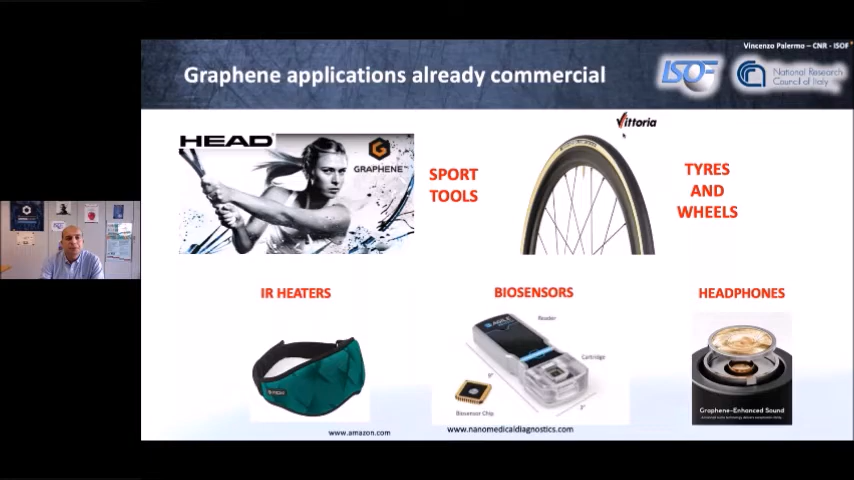 Vincenzo Palermo – CNR - ISOF
Graphene applications already commercial
ISOF
National Research
Council of Italy
Vittoria
HEAD
GRAPHENE
SPORT
TOOLS
TYRES
AND
WHEELS
IR HEATERS
BIOSENSORS
HEADPHONES
AGILE
Reader
Cartridge
Biosensor Chip
Graphene-Enhanced Sound
www.amazon.com
www.nanomedicaldiagnostics.com